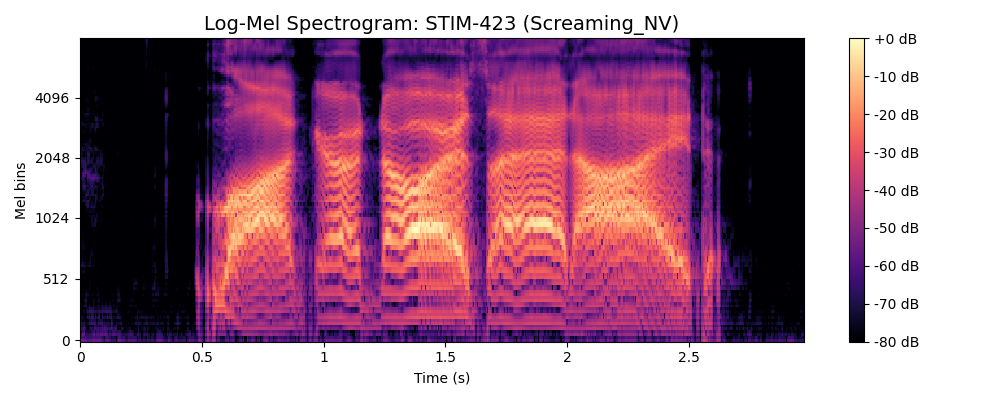 Log-Mel Spectrogram: STIM-423 (Screaming_NV)
+0 dB
-10 dB
-20 dB
-30 dB
-40 dB
-50 dB
-60 dB
-70 dB
-80 dB
Mel bins
4096
2048
1024
512
0
0 0.5 1 1.5 2 2.5
Time (s)